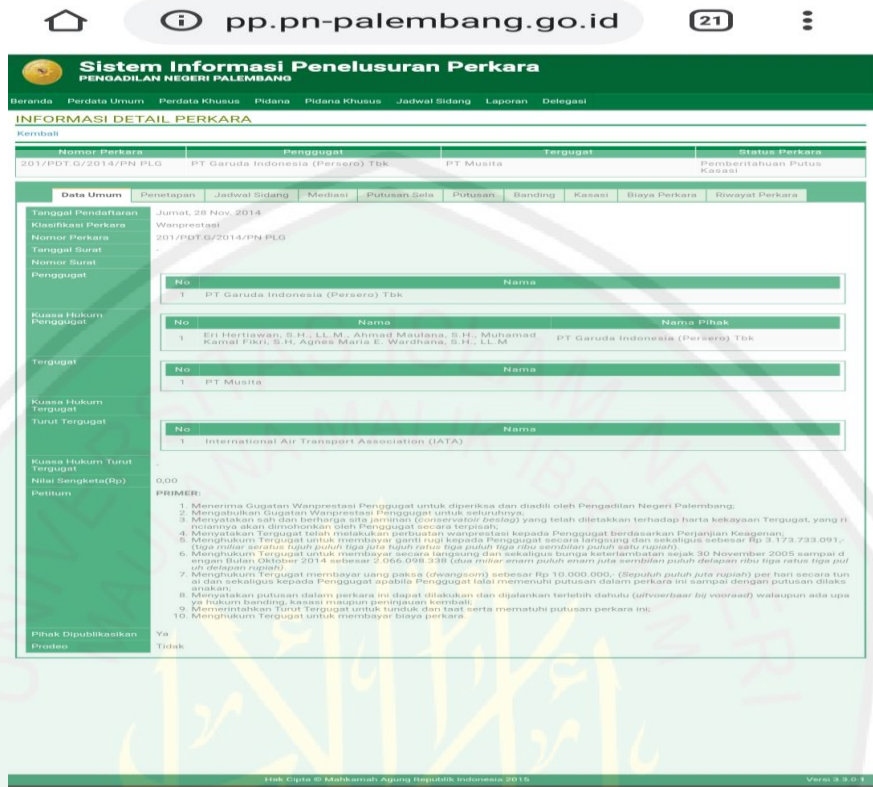 pp.pn-palembang.go.id
21
Sistem Informasi Penelusuran Perkara
PENGADILAN NEGERI PALEMBANG
Beranda Perdata Umum Perdata Khusus Pidana Pidana Khusus Jadwal Sidang Laporan Delegasi
INFORMASI DETAIL PERKARA
Kembali
Nomor Perkara Penggugat Tergugat Status Perkara
201/PDT.G/2014/PN PLG PT Garuda Indonesia (Persero) Tbk PT Musita Pemberitahuan Putus
Kasasi
Data Umum Penetapan Jadwal Sidang Mediasi Putusan Sela Putusan Banding Kasasi Biaya Perkara Riwayat Perkara
Tanggal Pendaftaran Jumat, 28 Nov. 2014
Klasifikasi Perkara Wanprestasi
Nomor Perkara 201/PDT.G/2014/PN PLG
Tanggal Surat -
Nomor Surat
Penggugat
No Nama
1 PT Garuda Indonesia (Persero) Tbk
Kuasa Hukum
Penggugat
No Nama Nama Pihak
1 Eri Hertiawan, S.H., LL.M., Ahmad Maulana, S.H., Muhamad
Kamal Fikri, S.H, Agnes Maria E. Wardhana, S.H., LL.M PT Garuda Indonesia (Persero) Tbk
Tergugat
No Nama
1 PT Musita
Kuasa Hukum
Tergugat
Turut Tergugat
No Nama
1 International Air Transport Association (IATA)
Kuasa Hukum Turut
Tergugat -
Nilai Sengketa(Rp) 0,00
Petitum PRIMER:
1. Menerima Gugatan Wanprestasi Penggugat untuk diperiksa dan diadili oleh Pengadilan Negeri Palembang;
2. Mengabulkan Gugatan Wanprestasi Penggugat untuk seluruhnya;
3. Menyatakan sah dan berharga sita jaminan (conservatoir beslag) yang telah diletakkan terhadap harta kekayaan Tergugat, yang ri
nciannya akan dimohonkan oleh Penggugat secara terpisah;
4. Menyatakan Tergugat telah melakukan perbuatan wanprestasi kepada Penggugat berdasarkan Perjanjian Keagenan;
5. Menghukum Tergugat untuk membayar ganti rugi kepada Penggugat secara langsung dan sekaligus sebesar Rp 3.173.733.091,-
(tiga miliar seratus tujuh puluh tiga juta tujuh ratus tiga puluh tiga ribu sembilan puluh satu rupiah).
6. Menghukum Tergugat untuk membayar secara langsung dan sekaligus bunga keterlambatan sejak 30 November 2005 sampai d
engan Bulan Oktober 2014 sebesar 2.066.098.338 (dua miliar enam puluh enam juta sembilan puluh delapan ribu tiga ratus tiga pul
uh delapan rupiah)
7. Menghukum Tergugat membayar uang paksa (dwangsom) sebesar Rp 10.000.000,- (Sepuluh puluh juta rupiah) per hari secara tun
ai dan sekaligus kepada Penggugat apabila Penggugat lalai memenuhi putusan dalam perkara ini sampai dengan putusan dilaks
anakan;
8. Menyatakan putusan dalam perkara ini dapat dilakukan dan dijalankan terlebih dahulu (uitvoerbaar bij vooraad) walaupun ada upa
ya hukum banding, kasasi maupun peninjauan kembali;
9. Memerintahkan Turut Tergugat untuk tunduk dan taat serta mematuhi putusan perkara ini;
10. Menghukum Tergugat untuk membayar biaya perkara.
Pihak Dipublikasikan Ya
Prodeo Tidak
Hak Cipta © Mahkamah Agung Republik Indonesia 2015 Versi 3.3.0-1